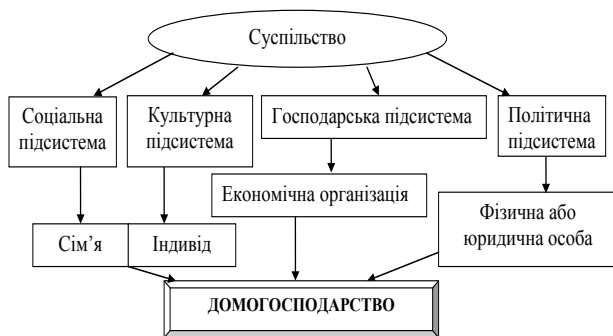 Суспільство
Соціальна
підсистема
Культурна
підсистема
Господарська підсистема
Політична
підсистема
Економічна організація
Фізична або
юридична особа
Сім’я
Індивід
ДОМОГОСПОДАРСТВО